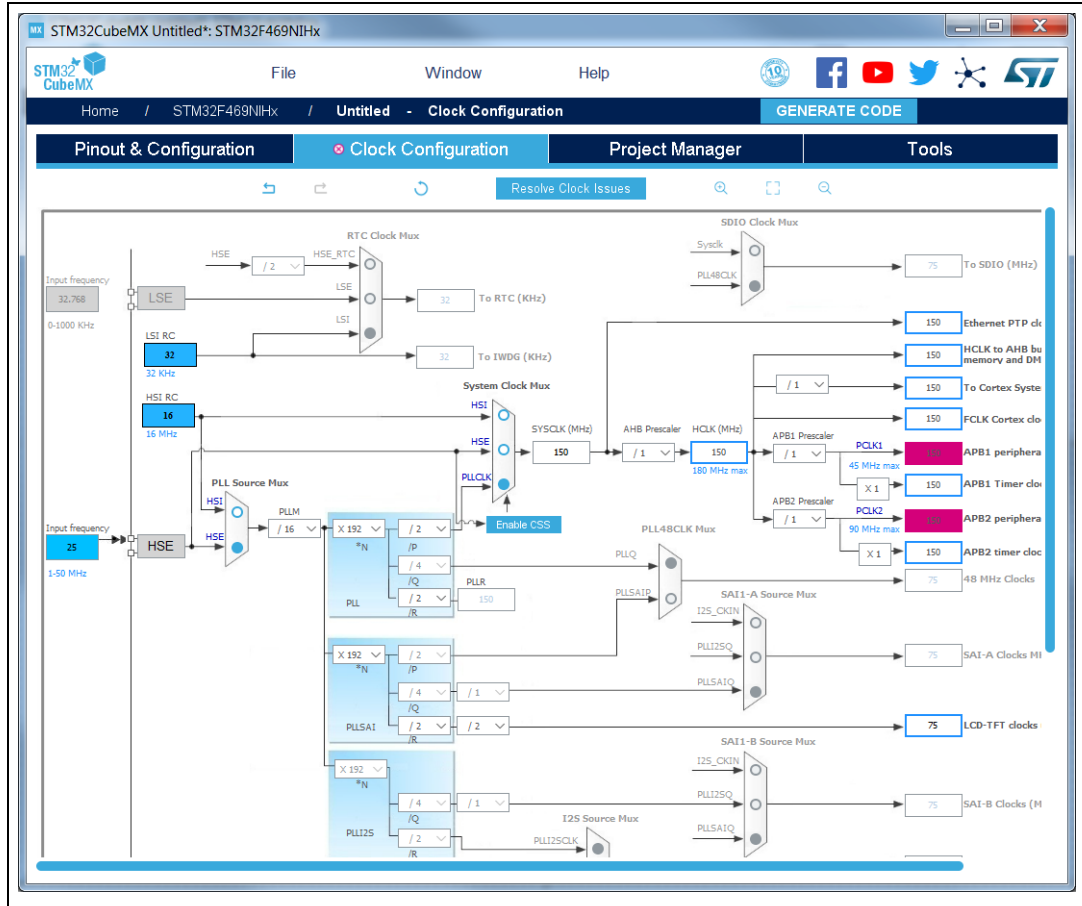 MX STM32CubeMX Untitled*: STM32F469NIHx
STM32 CubeMX File Window Help 10
Home / STM32F469NIHx / Untitled - Clock Configuration GENERATE CODE
Pinout & Configuration Clock Configuration Project Manager Tools
Resolve Clock Issues
SDIO Clock Mux
RTC Clock Mux
Sysclk
HSE / 2 HSE_RTC
75 To SDIO (MHz)
PLL48CLK
Input frequency
32.768 LSE LSE 32 To RTC (KHz)
0-1000 KHz
LSI
150 Ethernet PTP clo
LSI RC
32 32 To IWDG (KHz)
32 KHz
150 HCLK to AHB bu
memory and DM
System Clock Mux
/ 1 150 To Cortex Syste
HSI RC
HSI
16
16 MHz
150 FCLK Cortex clo
SYSCLK (MHz) AHB Prescaler HCLK (MHz)
HSE 150 / 1 150
180 MHz max
APB1 Prescaler
/ 1 PCLK1 APB1 periphera
45 MHz max
PLLCLK
X 1 150 APB1 Timer clo
PLL Source Mux
HSI
PLLM
/ 16
APB2 Prescaler
/ 1 PCLK2 APB2 periphera
90 MHz max
X 1 150 APB2 timer cloc
Enable CSS
Input frequency
25 HSE HSE
1-50 MHz
X 192 / 2
*N /P
/ 4
/Q PLLR
PLL / 2 150
/R
PLL48CLK Mux
PLLQ
75 48 MHz Clocks
PLLSAIP
SAI1-A Source Mux
I2S_CKIN
PLLI2SQ
75 SAI-A Clocks MI
PLLSAIQ
X 192 / 2
*N /P
/ 4 / 1
/Q
PLLSAI / 2 / 2
/R
75 LCD-TFT clocks
SAI1-B Source Mux
I2S_CKIN
PLLI2SQ
75 SAI-B Clocks (M
PLLSAIQ
X 192
*N
/ 4 / 1
/Q
PLLI2S / 2
/R
I2S Source Mux
PLLI2SCLK